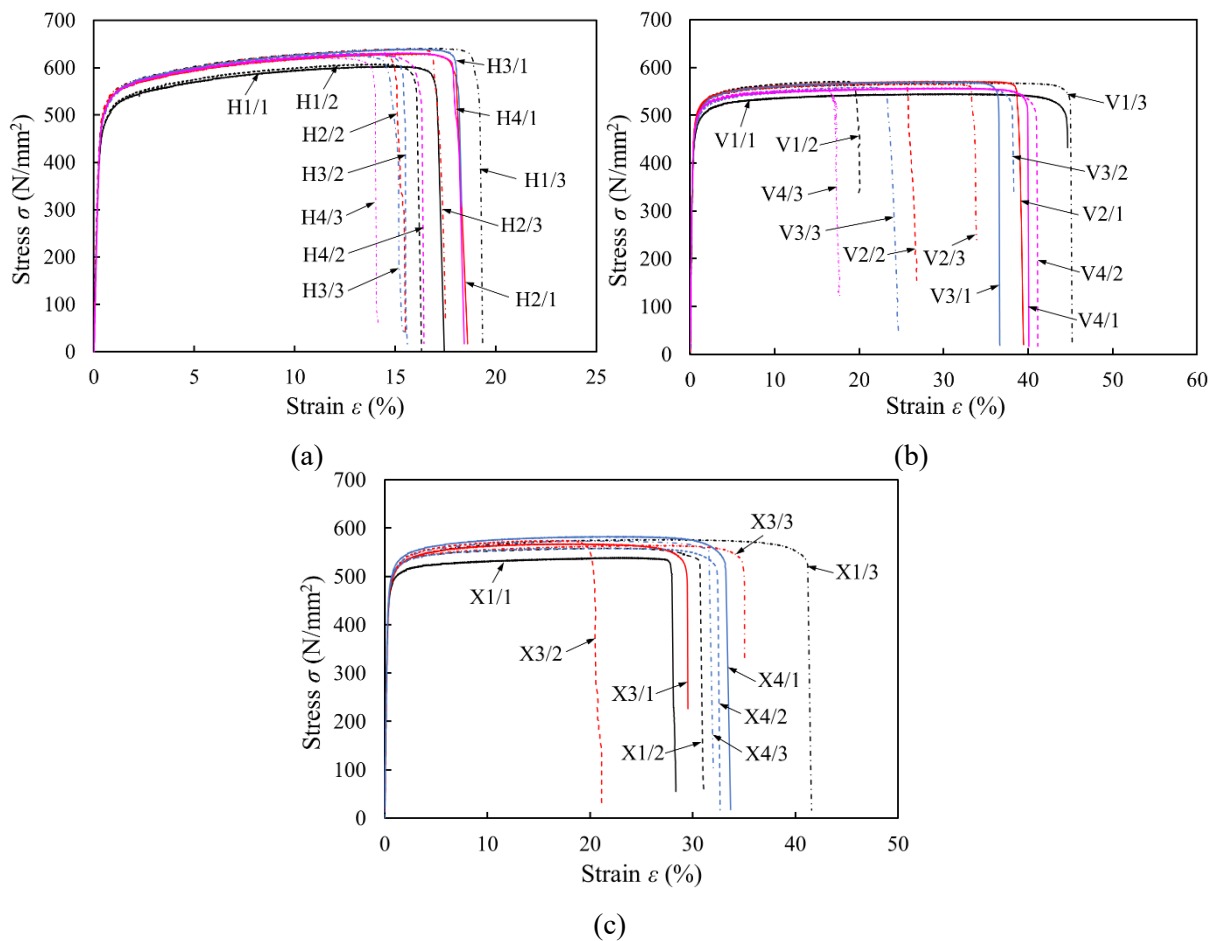 700
600
500
400
300
200
100
0
Stress σ (N/mm²)
0
5
10
15
20
25
Strain ε (%)
H1/1
H1/2
H2/2
H3/2
H4/3
H4/2
H3/3
H3/1
H4/1
H1/3
H2/3
H2/1
(a)
700
600
500
400
300
200
100
0
Stress σ (N/mm²)
0
10
20
30
40
50
60
Strain ε (%)
V1/1
V1/2
V4/3
V3/3
V2/2
V2/3
V3/1
V1/3
V3/2
V2/1
V4/2
V4/1
(b)
700
600
500
400
300
200
100
0
Stress σ (N/mm²)
0
10
20
30
40
50
Strain ε (%)
X1/1
X3/2
X3/1
X1/2
X3/3
X1/3
X4/1
X4/2
X4/3
(c)